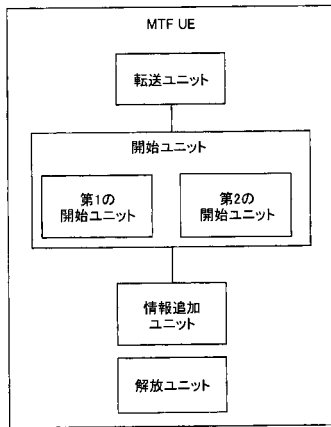 MTF UE
転送ユニット
開始ユニット
第1の
開始ユニット
第2の
開始ユニット
情報追加
ユニット
解放ユニット